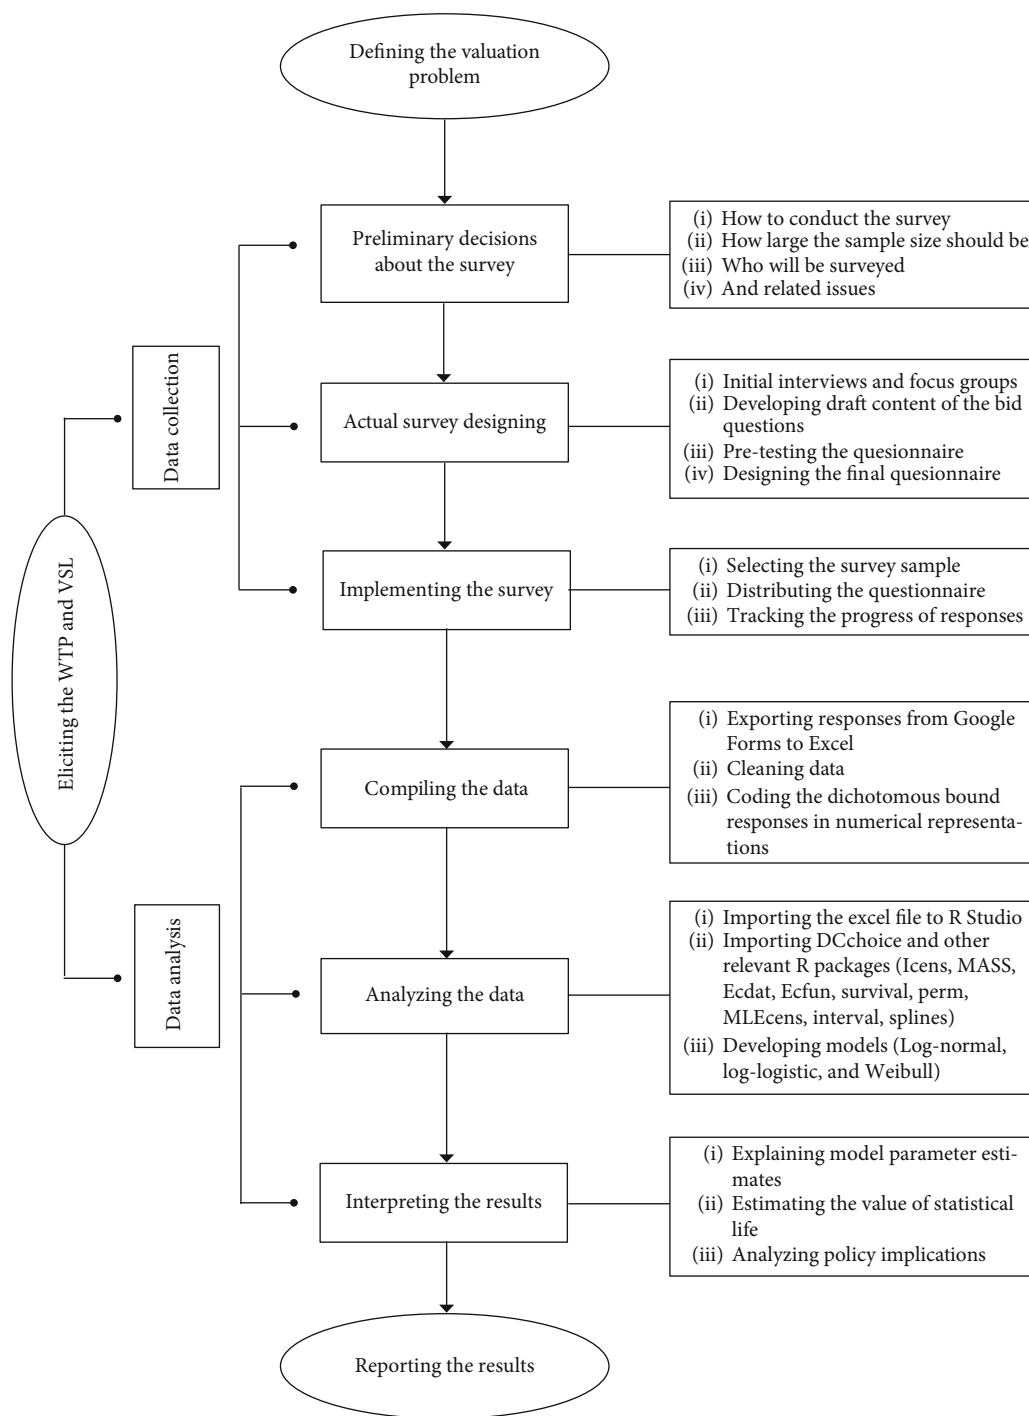 Defining the valuation
problem
Preliminary decisions
about the survey
(i) How to conduct the survey
(ii) How large the sample size should be
(iii) Who will be surveyed
(iv) And related issues
Data collection
Actual survey designing
(i) Initial interviews and focus groups
(ii) Developing draft content of the bid
questions
(iii) Pre-testing the quesionnaire
(iv) Designing the final quesionnaire
Implementing the survey
(i) Selecting the survey sample
(ii) Distributing the questionnaire
(iii) Tracking the progress of responses
Eliciting the WTP and VSL
Compiling the data
(i) Exporting responses from Google
Forms to Excel
(ii) Cleaning data
(iii) Coding the dichotomous bound
responses in numerical representa-
tions
Data analysis
Analyzing the data
(i) Importing the excel file to R Studio
(ii) Importing DCchoice and other
relevant R packages (Icens, MASS,
Ecdat, Ecfun, survival, perm,
MLEcens, interval, splines)
(iii) Developing models (Log-normal,
log-logistic, and Weibull)
Interpreting the results
(i) Explaining model parameter esti-
mates
(ii) Estimating the value of statistical
life
(iii) Analyzing policy implications
Reporting the results